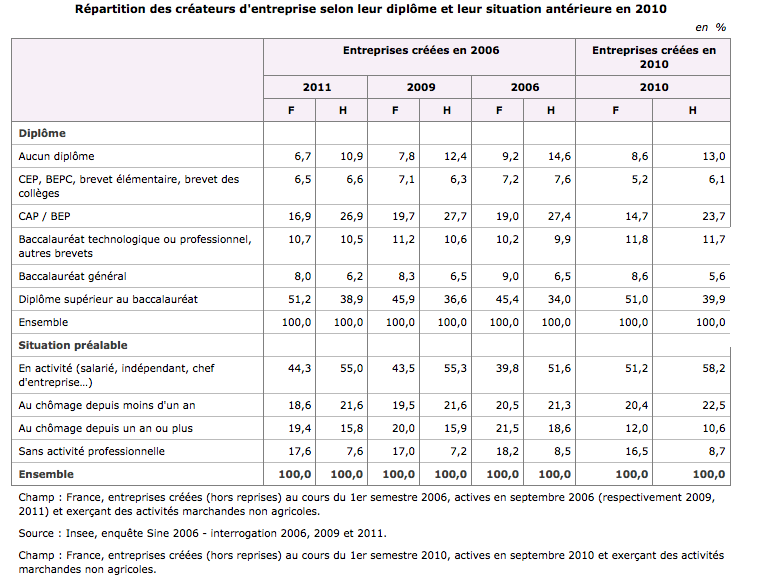 Répartition des créateurs d'entreprise selon leur diplôme et leur situation antérieure en 2010
en %
Entreprises créées en 2006 Entreprises créées en 2010
2011 2009 2006 2010
F H F H F H F H
Diplôme
Aucun diplôme 6,7 10,9 7,8 12,4 9,2 14,6 8,6 13,0
CEP, BEPC, brevet élémentaire, brevet des collèges 6,5 6,6 7,1 6,3 7,2 7,6 5,2 6,1
CAP / BEP 16,9 26,9 19,7 27,7 19,0 27,4 14,7 23,7
Baccalauréat technologique ou professionnel, autres brevets 10,7 10,5 11,2 10,6 10,2 9,9 11,8 11,7
Baccalauréat général 8,0 6,2 8,3 6,5 9,0 6,5 8,6 5,6
Diplôme supérieur au baccalauréat 51,2 38,9 45,9 36,6 45,4 34,0 51,0 39,9
Ensemble 100,0 100,0 100,0 100,0 100,0 100,0 100,0 100,0
Situation préalable
En activité (salarié, indépendant, chef d'entreprise…) 44,3 55,0 43,5 55,3 39,8 51,6 51,2 58,2
Au chômage depuis moins d'un an 18,6 21,6 19,5 21,6 20,5 21,3 20,4 22,5
Au chômage depuis un an ou plus 19,4 15,8 20,0 15,9 21,5 18,6 12,0 10,6
Sans activité professionnelle 17,6 7,6 17,0 7,2 18,2 8,5 16,5 8,7
Ensemble 100,0 100,0 100,0 100,0 100,0 100,0 100,0 100,0
Champ : France, entreprises créées (hors reprises) au cours du 1er semestre 2006, actives en septembre 2006 (respectivement 2009,
2011) et exerçant des activités marchandes non agricoles.
Source : Insee, enquête Sine 2006 - interrogation 2006, 2009 et 2011.
Champ : France, entreprises créées (hors reprises) au cours du 1er semestre 2010, actives en septembre 2010 et exerçant des activités
marchandes non agricoles.